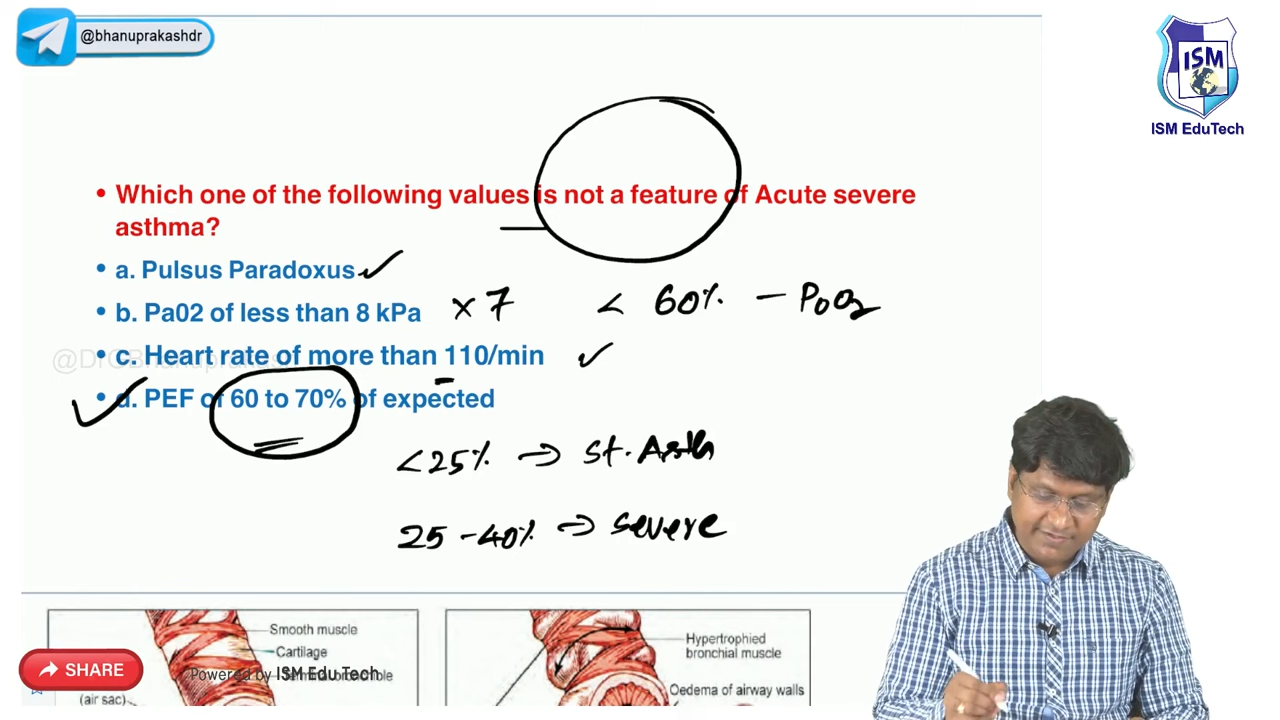 @bhanuprakashdr
ISM
ISM EduTech
• Which one of the following values is not a feature of Acute severe
asthma?
• a. Pulsus Paradoxus ✓
• b. Pa02 of less than 8 kPa x 7 < 60% - PoO2
• c. Heart rate of more than 110/min ✓
• d. PEF of 60 to 70% of expected
<25% → St. Asth
25-40% → severe
Smooth muscle
Cartilage
(air sac)
Hypertrophied
bronchial muscle
Oedema of airway walls
SHARE
Powered by ISM Edu Tech